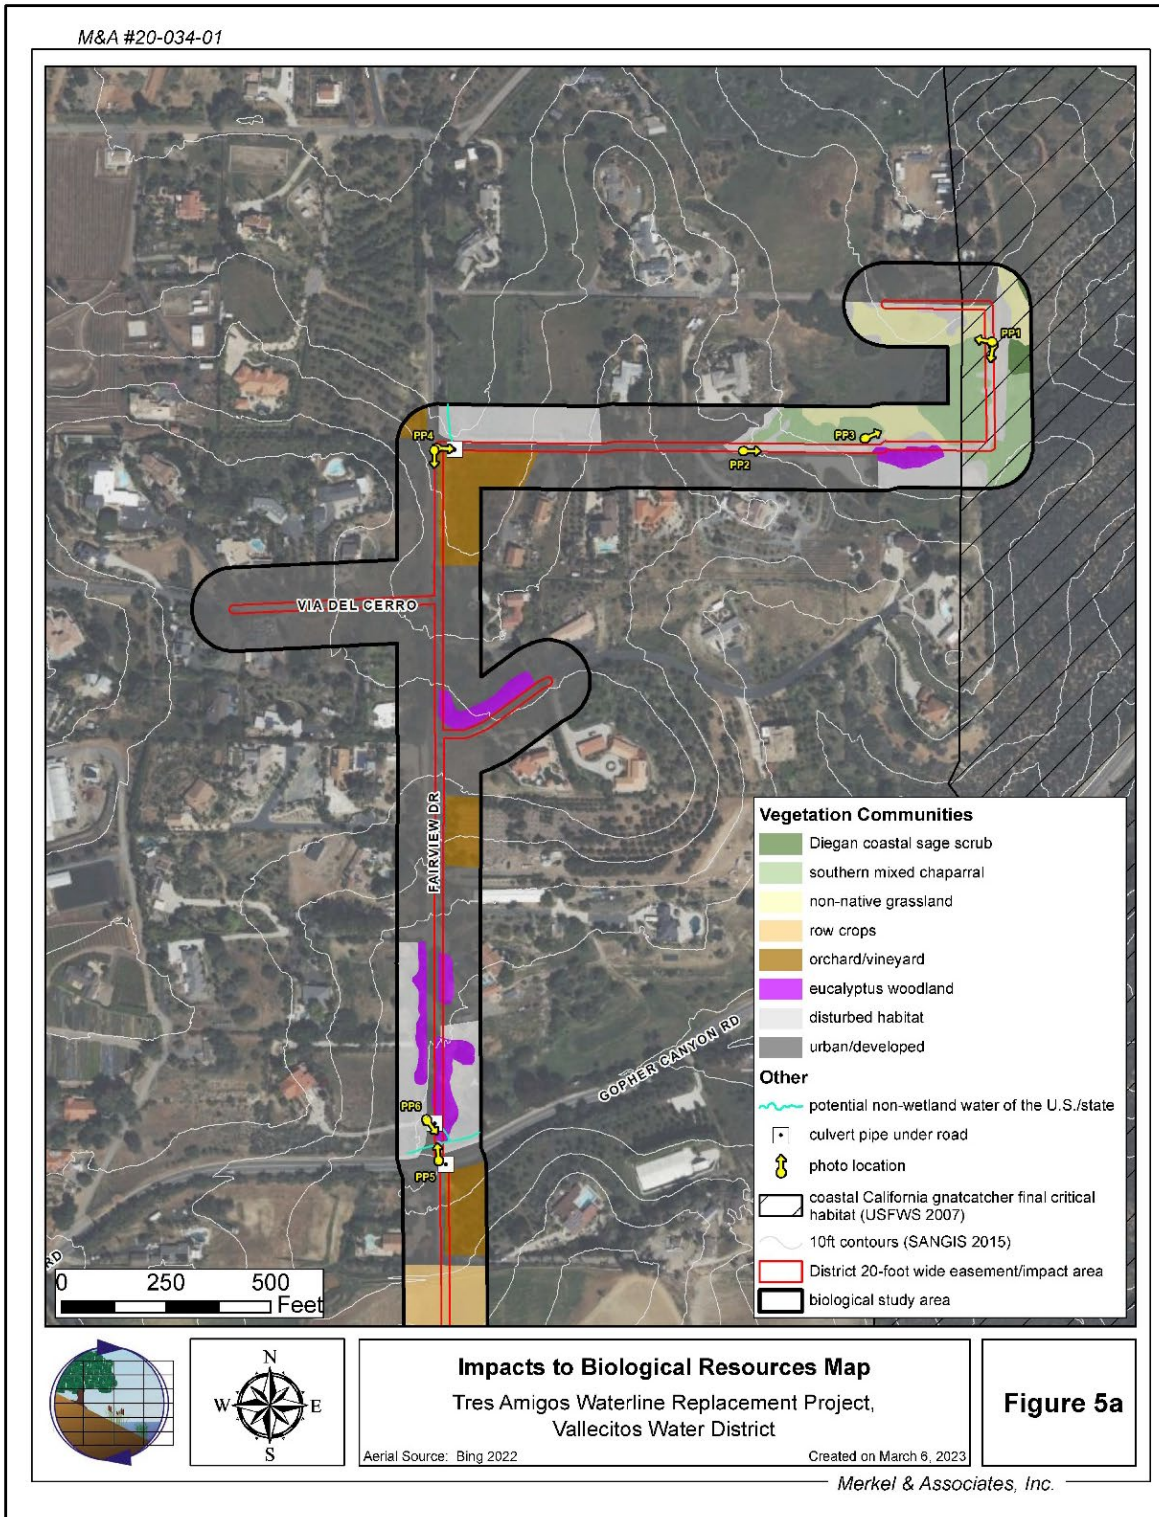 M&A #20-034-01
PP1
PP4
PP3
PP2
VIA DEL CERRO
FAIRVIEW DR
GOPHER CANYON RD
PP6
PP5
RD
Vegetation Communities
Diegan coastal sage scrub
southern mixed chaparral
non-native grassland
row crops
orchard/vineyard
eucalyptus woodland
disturbed habitat
urban/developed
Other
potential non-wetland water of the U.S./state
culvert pipe under road
photo location
coastal California gnatcatcher final critical
habitat (USFWS 2007)
10ft contours (SANGIS 2015)
District 20-foot wide easement/impact area
biological study area
0 250 500
Feet
N
W E
S
Impacts to Biological Resources Map
Tres Amigos Waterline Replacement Project,
Vallecitos Water District
Aerial Source: Bing 2022
Created on March 6, 2023
Figure 5a
Merkel & Associates, Inc.